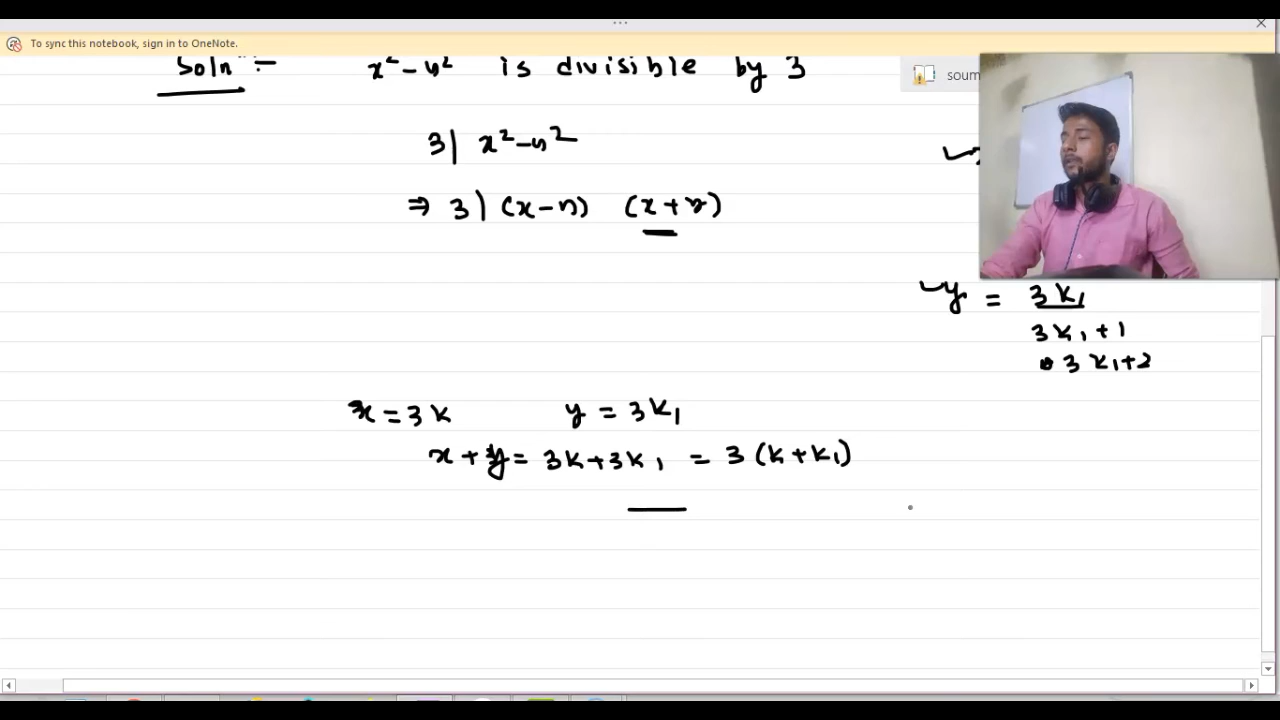 To sync this notebook, sign in to OneNote.
Soln :- x² - y² is divisible by 3
soum
3 | x² - y²
⇒ 3 | (x - y) (x + y)
y = 3k₁
3k₁ + 1
3k₁ + 2
x = 3k y = 3k₁
x + y = 3k + 3k₁ = 3 (k + k₁)